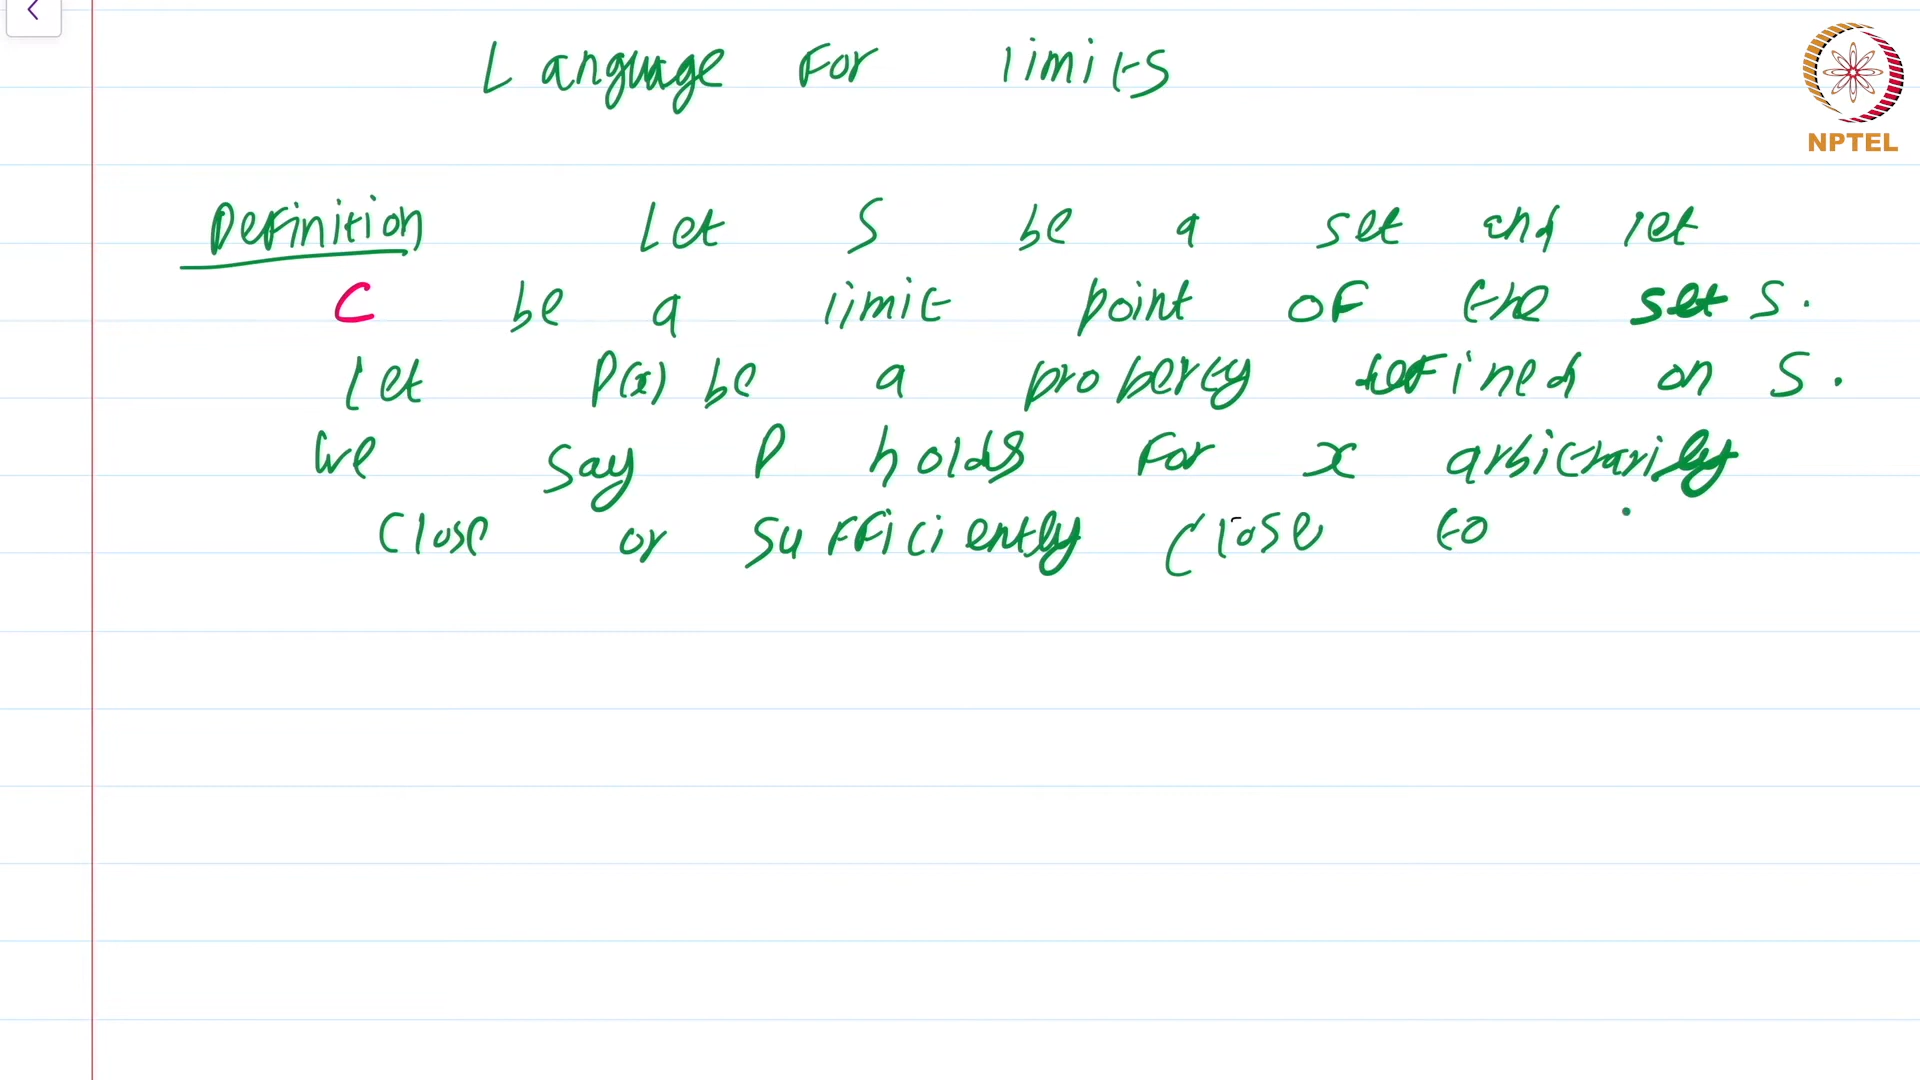 Language for limits
NPTEL
Definition Let S be a set and let
C be a limit point of the set S.
Let P(x) be a property defined on S.
We say P holds for x arbitrarily
close or sufficiently close to